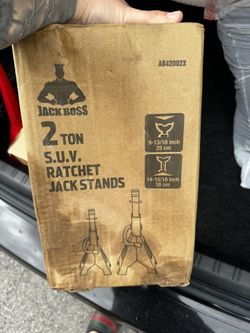 AS42002X
JACK BOSS
2 TON
S.U.V.
RATCHET
JACK STANDS
9-13/16 inch
25 cm
14-15/16 inch
38 cm